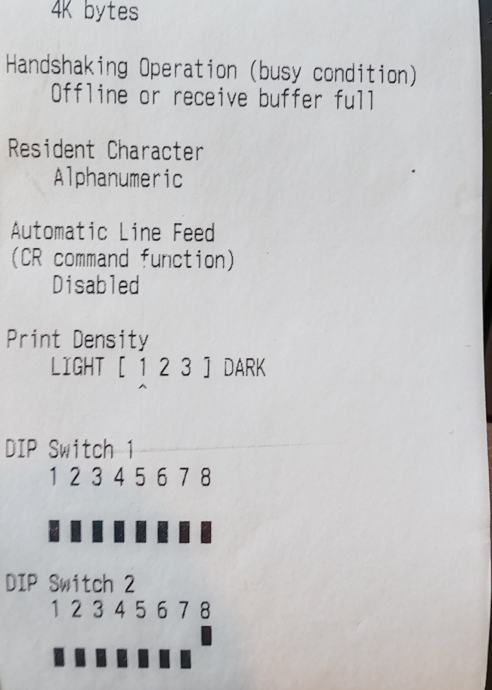 4K bytes
Handshaking Operation (busy condition)
Offline or receive buffer full
Resident Character
Alphanumeric
Automatic Line Feed
(CR command function)
Disabled
Print Density
LIGHT [ 1 2 3 ] DARK
^
DIP Switch 1
1 2 3 4 5 6 7 8
DIP Switch 2
1 2 3 4 5 6 7 8